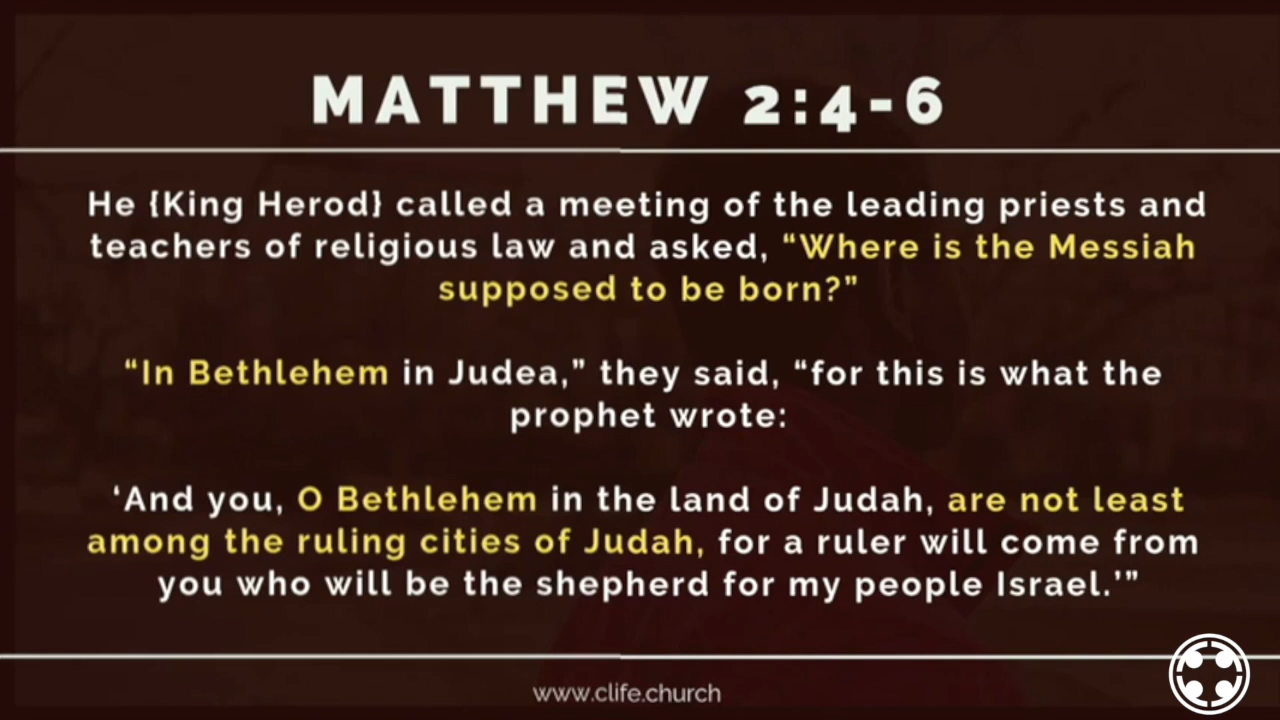 MATTHEW 2:4-6
He {King Herod} called a meeting of the leading priests and
teachers of religious law and asked, “Where is the Messiah
supposed to be born?”
“In Bethlehem in Judea,” they said, “for this is what the
prophet wrote:
‘And you, O Bethlehem in the land of Judah, are not least
among the ruling cities of Judah, for a ruler will come from
you who will be the shepherd for my people Israel.’”
www.clife.church